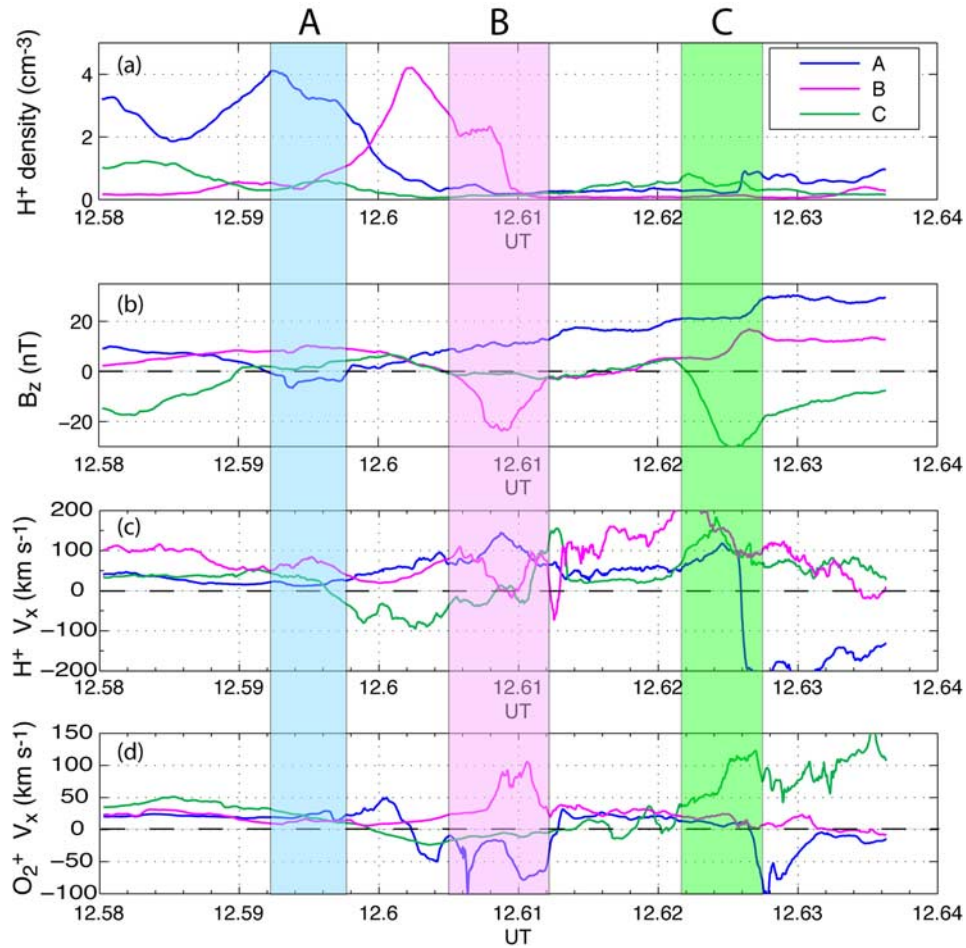 A B C
(a)
H+ density (cm-3)
4
2
0
A
B
C
12.58 12.59 12.6 12.61 12.62 12.63 12.64
UT
(b)
Bz (nT)
20
0
−20
12.58 12.59 12.6 12.61 12.62 12.63 12.64
UT
(c)
H+ Vx (km s-1)
200
100
0
−100
−200
12.58 12.59 12.6 12.61 12.62 12.63 12.64
UT
(d)
O2+ Vx (km s-1)
150
100
50
0
−50
−100
12.58 12.59 12.6 12.61 12.62 12.63 12.64
UT